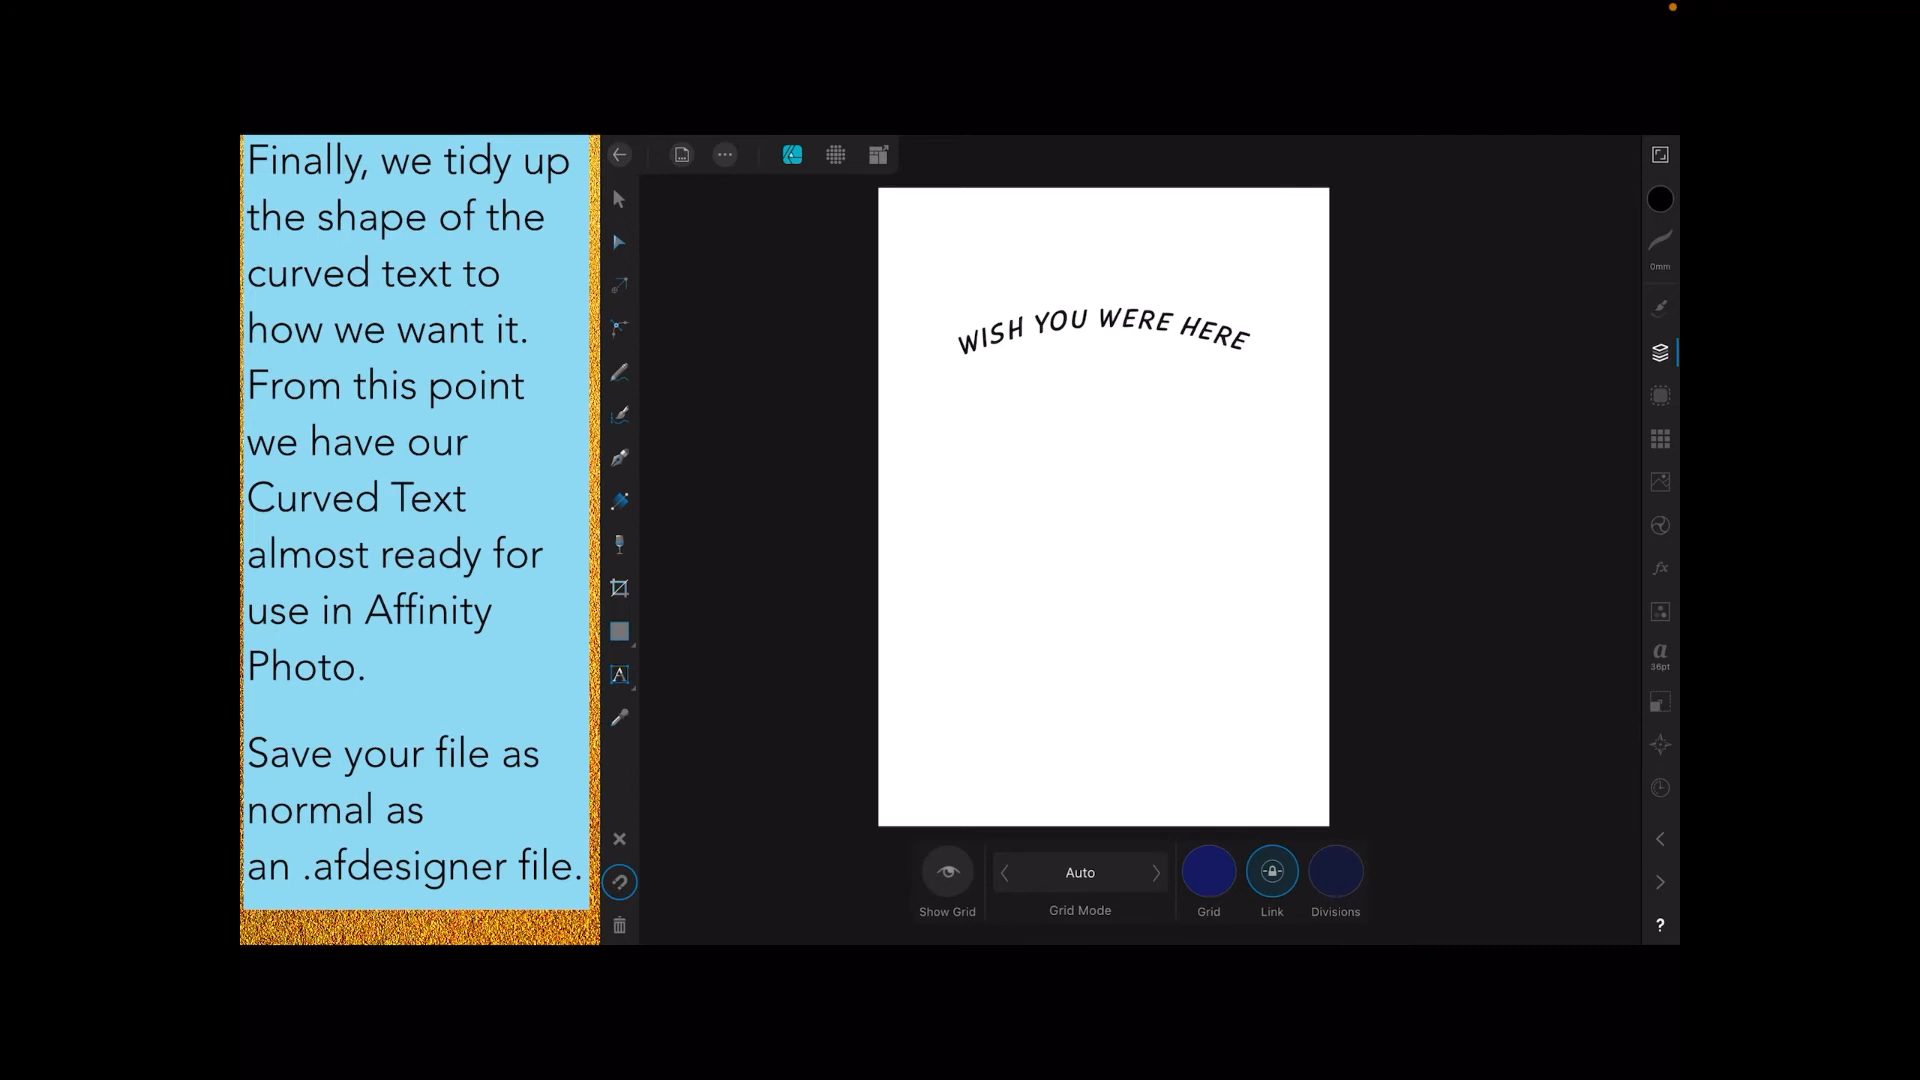 Finally, we tidy up
the shape of the
curved text to
how we want it.
From this point
we have our
Curved Text
almost ready for
use in Affinity
Photo.
Save your file as
normal as
an .afdesigner file.
WISH YOU WERE HERE
0mm
fx
a
36pt
A
Auto
Show Grid
Grid Mode
Grid
Link
Divisions
?